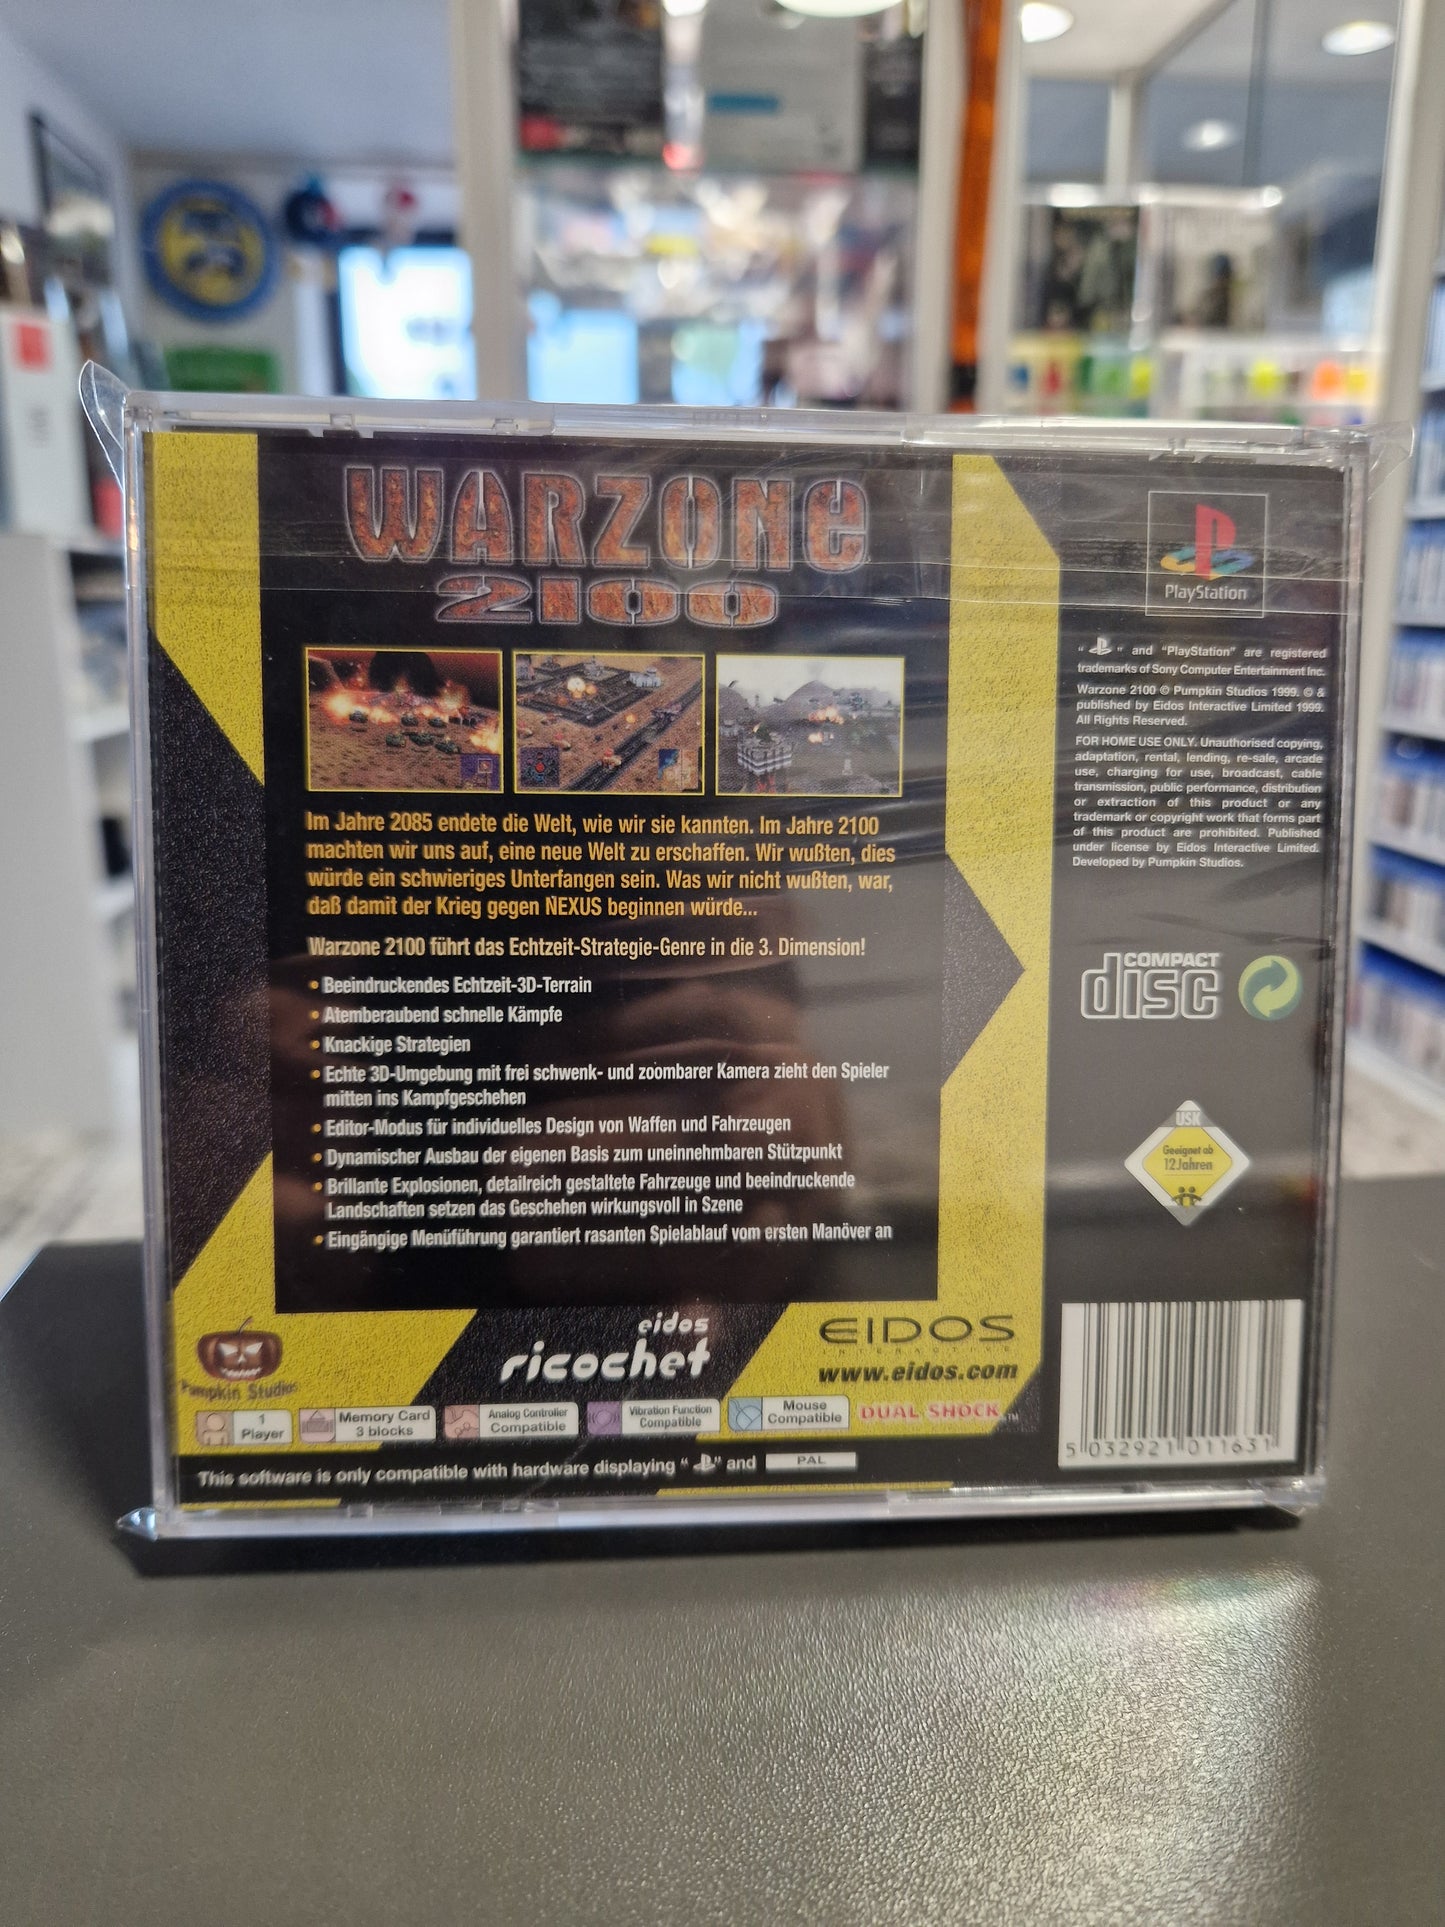 WARZONE
2100
Im Jahre 2085 endete die Welt, wie wir sie kannten. Im Jahre 2100
machten wir uns auf, eine neue Welt zu erschaffen. Wir wußten, dies
würde ein schwieriges Unterfangen sein. Was wir nicht wußten, war,
daß damit der Krieg gegen NEXUS beginnen würde...
Warzone 2100 führt das Echtzeit-Strategie-Genre in die 3. Dimension!
• Beeindruckendes Echtzeit-3D-Terrain
• Atemberaubend schnelle Kämpfe
• Knackige Strategien
• Echte 3D-Umgebung mit frei schwenk- und zoombarer Kamera zieht den Spieler
mitten ins Kampfgeschehen
• Editor-Modus für individuelles Design von Waffen und Fahrzeugen
• Dynamischer Ausbau der eigenen Basis zum uneinnehmbaren Stützpunkt
• Brillante Explosionen, detailreich gestaltete Fahrzeuge und beeindruckende
Landschaften setzen das Geschehen wirkungsvoll in Szene
• Eingängige Menüführung garantiert rasanten Spielablauf vom ersten Manöver an
Pumpkin Studios
eidos
ricochet
EIDOS
INTERACTIVE
www.eidos.com
1
Player
Memory Card
3 blocks
Analog Controller
Compatible
Vibration Function
Compatible
Mouse
Compatible
DUAL SHOCK™
This software is only compatible with hardware displaying " " and PAL
PlayStation
" " and "PlayStation" are registered
trademarks of Sony Computer Entertainment Inc.
Warzone 2100 © Pumpkin Studios 1999. © &
published by Eidos Interactive Limited 1999.
All Rights Reserved.
FOR HOME USE ONLY. Unauthorised copying,
adaptation, rental, lending, re-sale, arcade
use, charging for use, broadcast, cable
transmission, public performance, distribution
or extraction of this product or any
trademark or copyright work that forms part
of this product are prohibited. Published
under license by Eidos Interactive Limited.
Developed by Pumpkin Studios.
COMPACT
disc
USK
Geeignet ab
12 Jahren
5 032921 011631